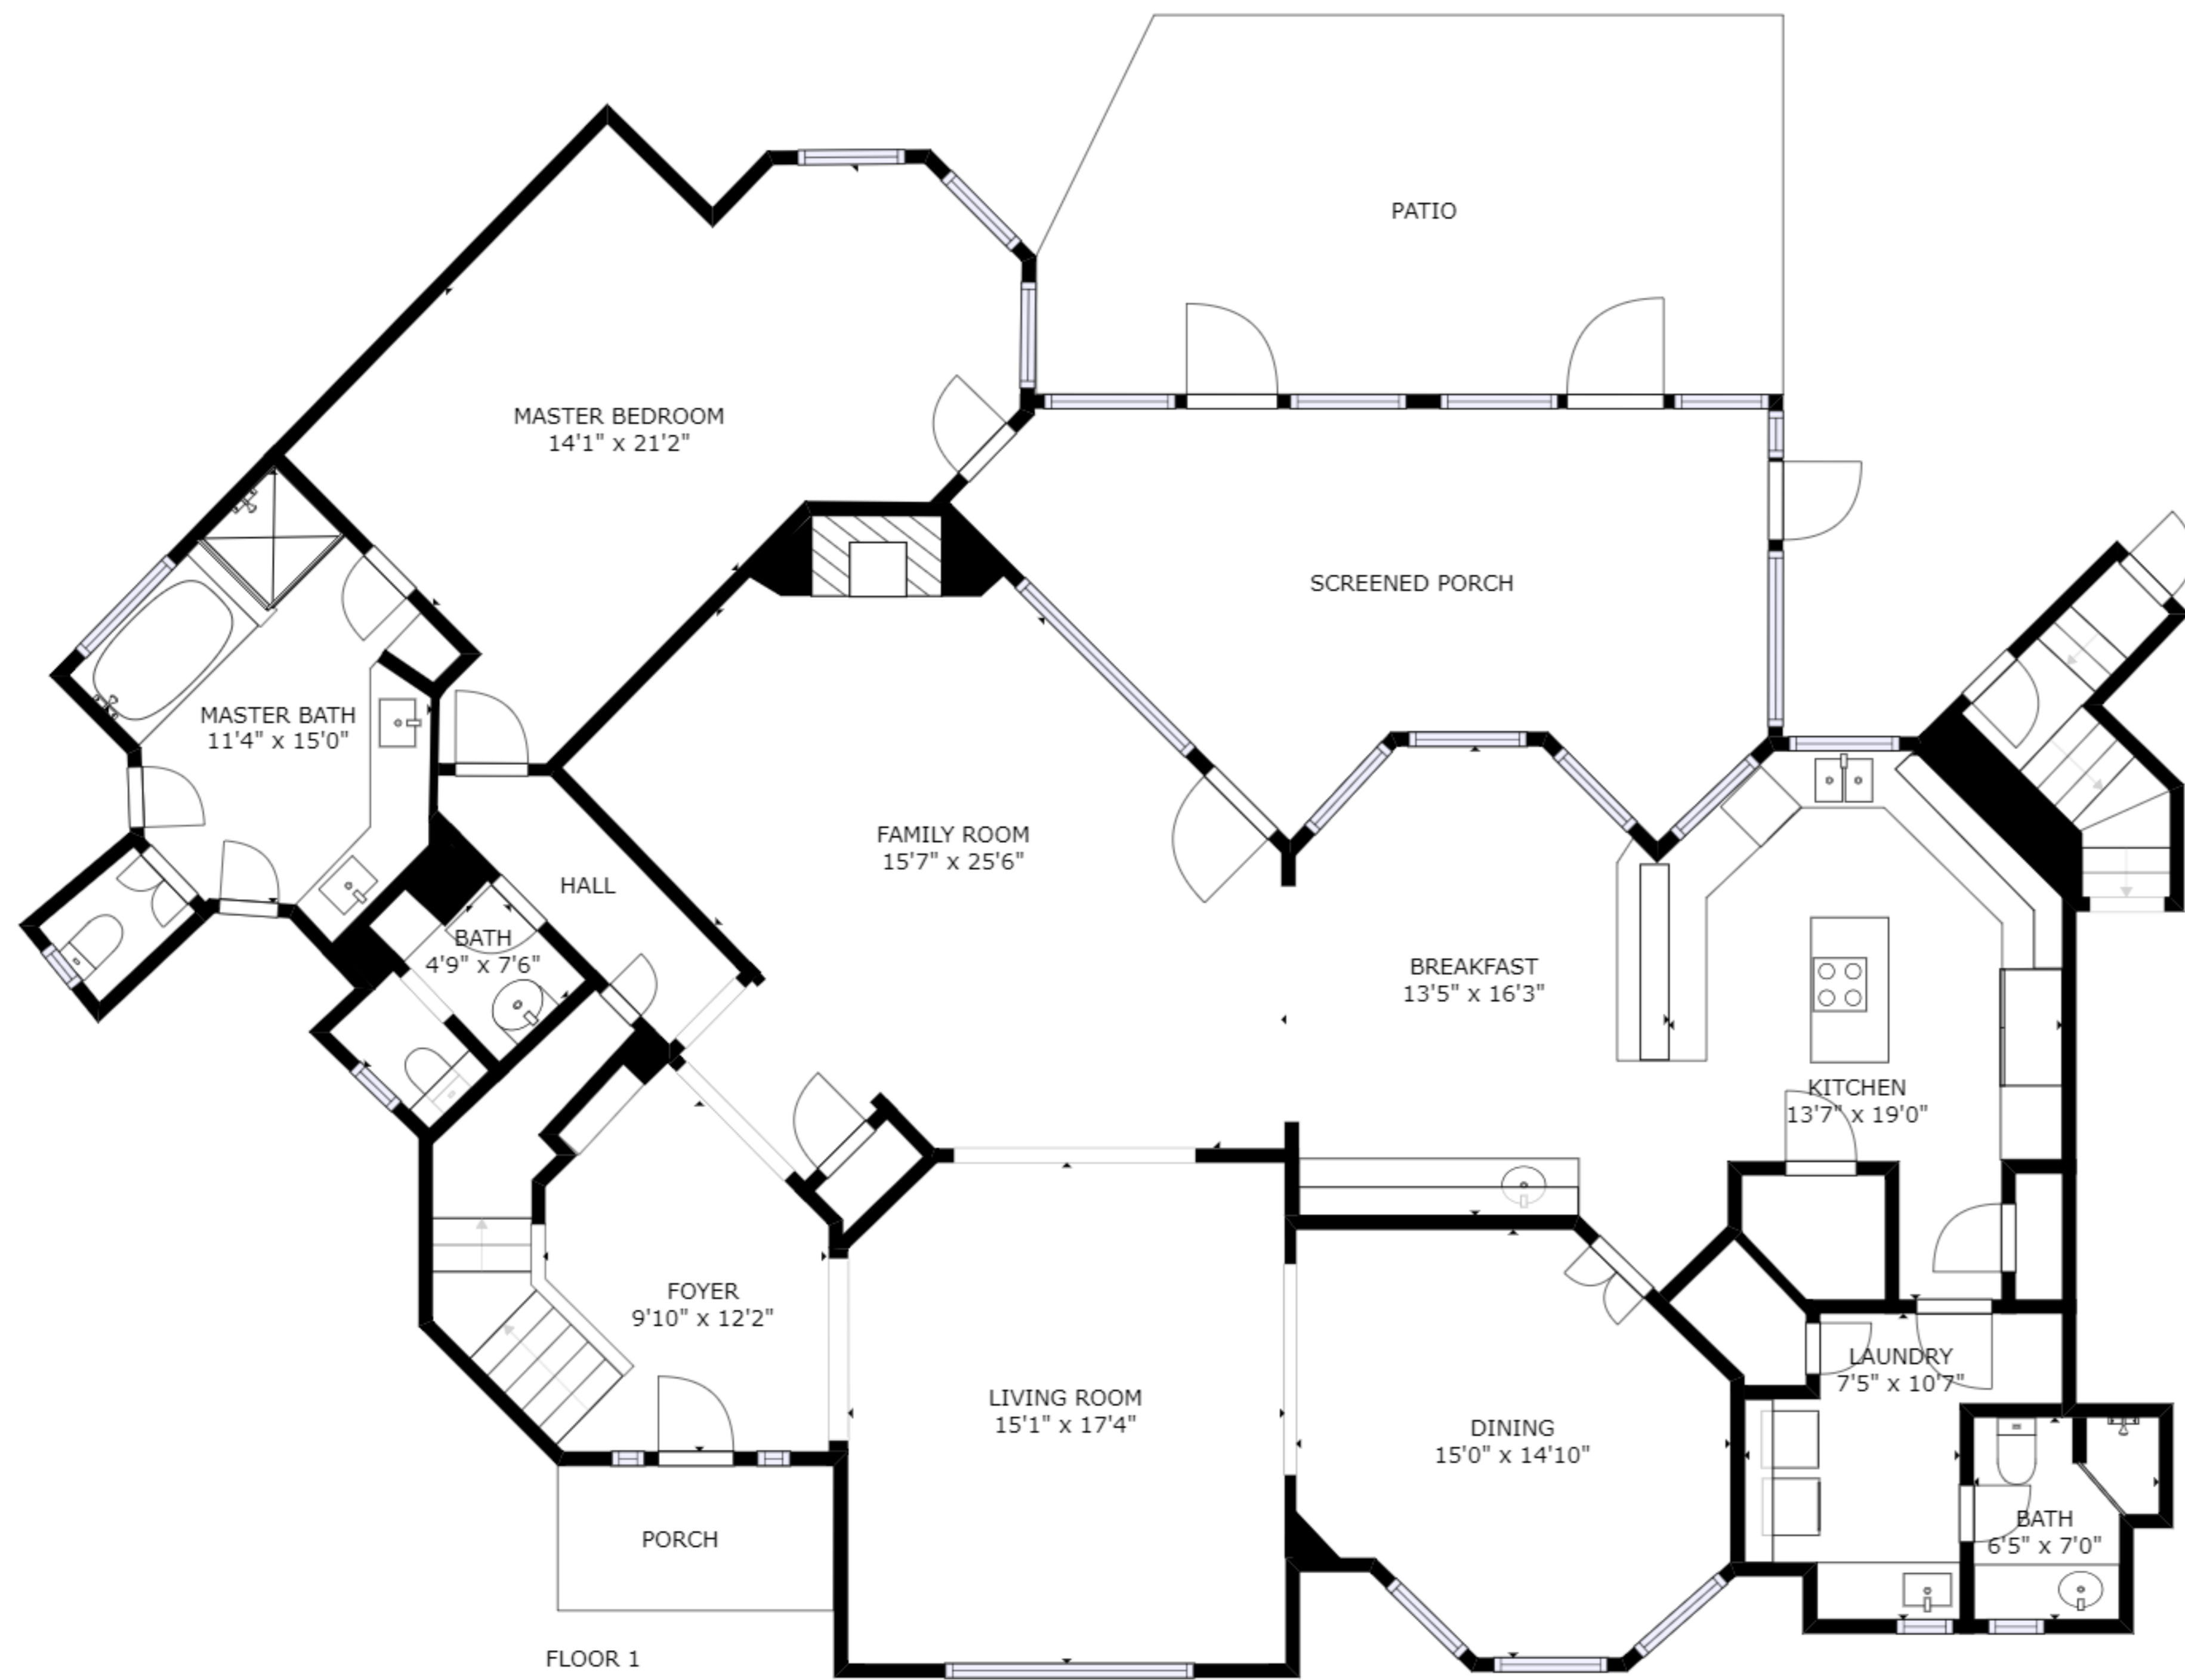 PATIO
MASTER BEDROOM
14'1" x 21'2"
SCREENED PORCH
MASTER BATH
11'4" x 15'0"
FAMILY ROOM
15'7" x 25'6"
HALL
BATH
4'9" x 7'6"
BREAKFAST
13'5" x 16'3"
KITCHEN
13'7" x 19'0"
FOYER
9'10" x 12'2"
LAUNDRY
7'5" x 10'7"
LIVING ROOM
15'1" x 17'4"
DINING
15'0" x 14'10"
BATH
6'5" x 7'0"
PORCH
FLOOR 1